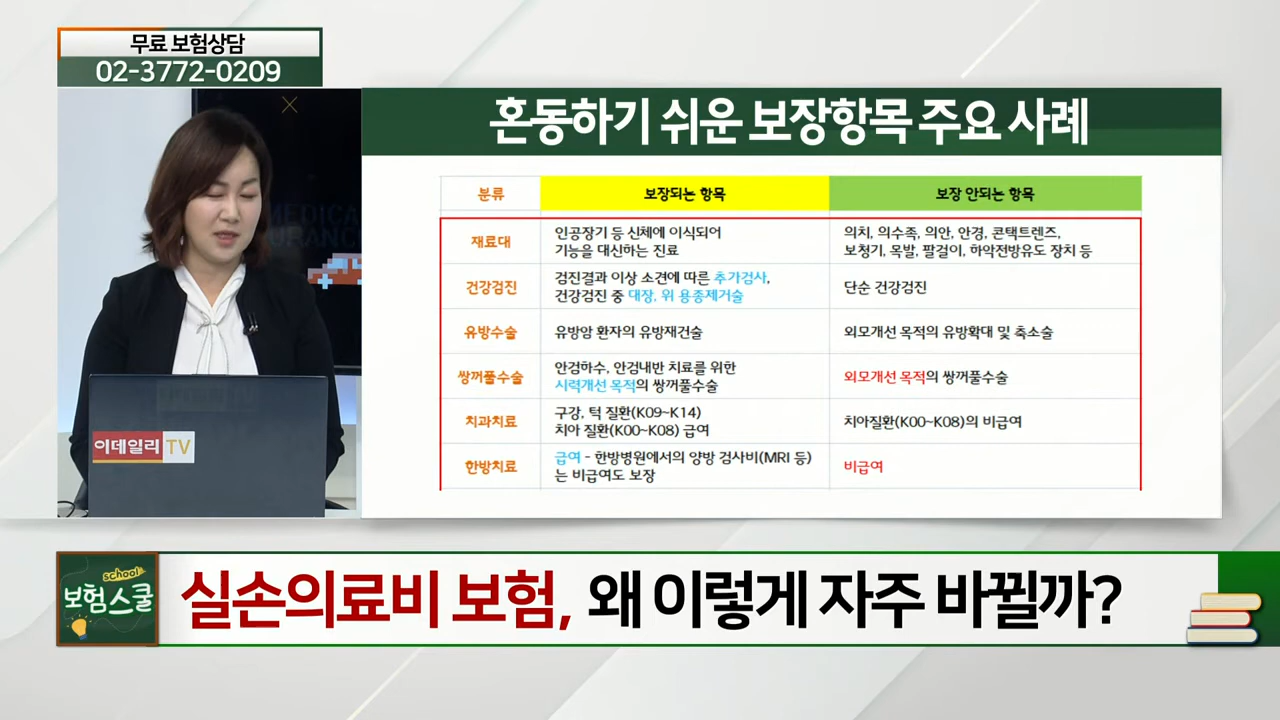 무료 보험상담
02-3772-0209
혼동하기 쉬운 보장항목 주요 사례
분류
보장되는 항목
보장 안되는 항목
재료대
인공장기 등 신체에 이식되어
기능을 대신하는 진료
의치, 의수족, 의안, 안경, 콘택트렌즈,
보청기, 목발, 팔걸이, 하악전방유도 장치 등
건강검진
검진결과 이상 소견에 따른 추가검사,
건강검진 중 대장, 위 용종제거술
단순 건강검진
유방수술
유방암 환자의 유방재건술
외모개선 목적의 유방확대 및 축소술
쌍꺼풀수술
안검하수, 안검내반 치료를 위한
시력개선 목적의 쌍꺼풀수술
외모개선 목적의 쌍꺼풀수술
치과치료
구강, 턱 질환(K09~K14)
치아 질환(K00~K08) 급여
치아질환(K00~K08)의 비급여
한방치료
급여 - 한방병원에서의 양방 검사비(MRI 등)
는 비급여도 보장
비급여
이데일리 TV
school
보험스쿨
실손의료비 보험, 왜 이렇게 자주 바뀔까?